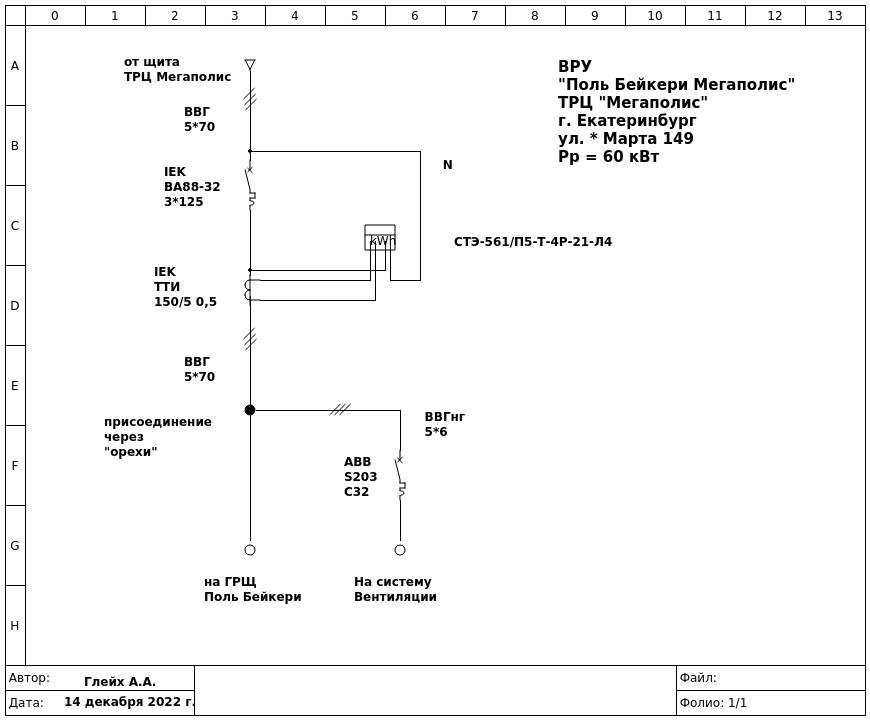 0 1 2 3 4 5 6 7 8 9 10 11 12 13
A
B
C
D
E
F
G
H
от щита
ТРЦ Мегаполис
ВРУ
"Поль Бейкери Мегаполис"
ТРЦ "Мегаполис"
г. Екатеринбург
ул. * Марта 149
Рр = 60 кВт
ВВГ
5*70
N
IEK
ВА88-32
3*125
kWh
СТЭ-561/П5-Т-4Р-21-Л4
IEK
ТТИ
150/5 0,5
ВВГ
5*70
присоединение
через
"орехи"
ВВГнг
5*6
ABB
S203
C32
на ГРЩ
Поль Бейкери
На систему
Вентиляции
Автор: Глейх А.А.
Дата: 14 декабря 2022 г.
Файл:
Фолио: 1/1